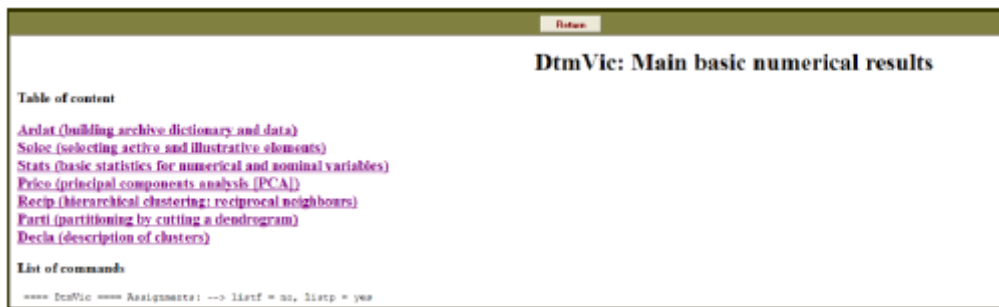 Return
DtmVic: Main basic numerical results
Table of content
Ardat (building archive dictionary and data)
Selec (selecting active and illustrative elements)
Stats (basic statistics for numerical and nominal variables)
Prico (principal components analysis [PCA])
Recip (hierarchical clustering: reciprocal neighbours)
Parti (partitioning by cutting a dendrogram)
Decla (description of clusters)
List of commands
==== DtmVic ==== Assignments: --> listf = no, listp = yes